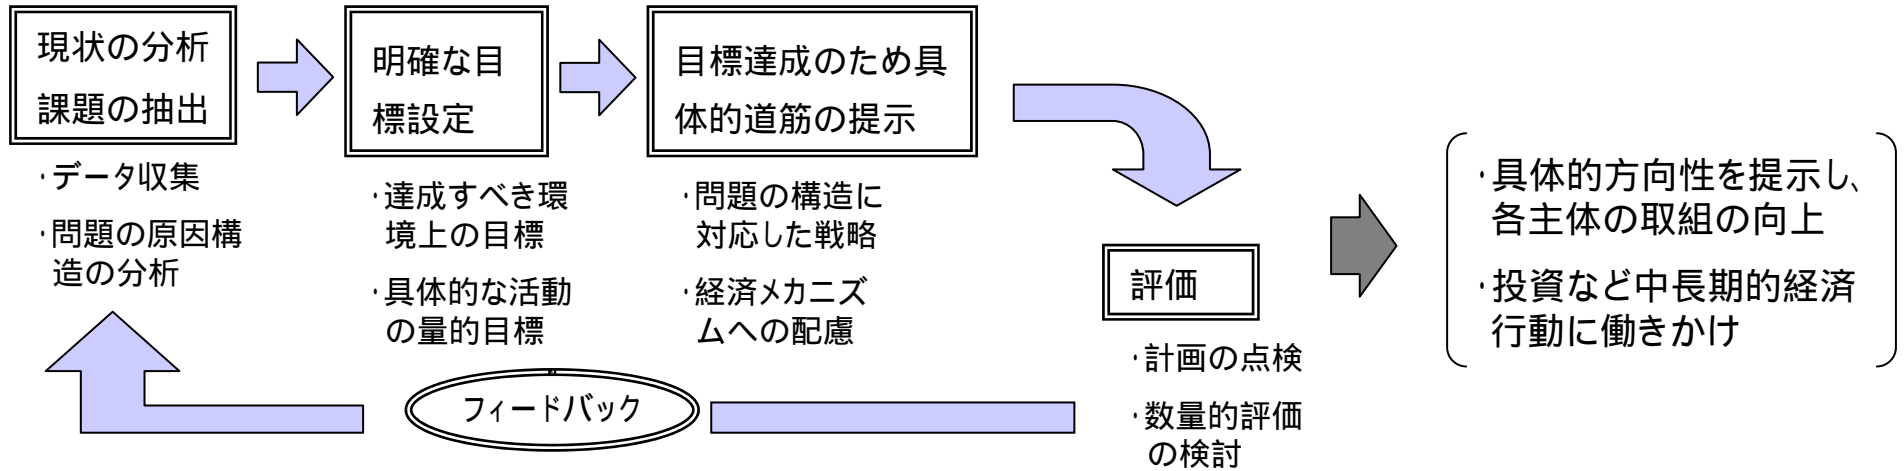 現状の分析
課題の抽出
・データ収集
・問題の原因構
造の分析
明確な目
標設定
・達成すべき環
境上の目標
・具体的な活動
の量的目標
目標達成のため具
体的道筋の提示
・問題の構造に
対応した戦略
・経済メカニズ
ムへの配慮
評価
・計画の点検
・数量的評価
の検討
フィードバック
・具体的方向性を提示し、
各主体の取組の向上
・投資など中長期的経済
行動に働きかけ